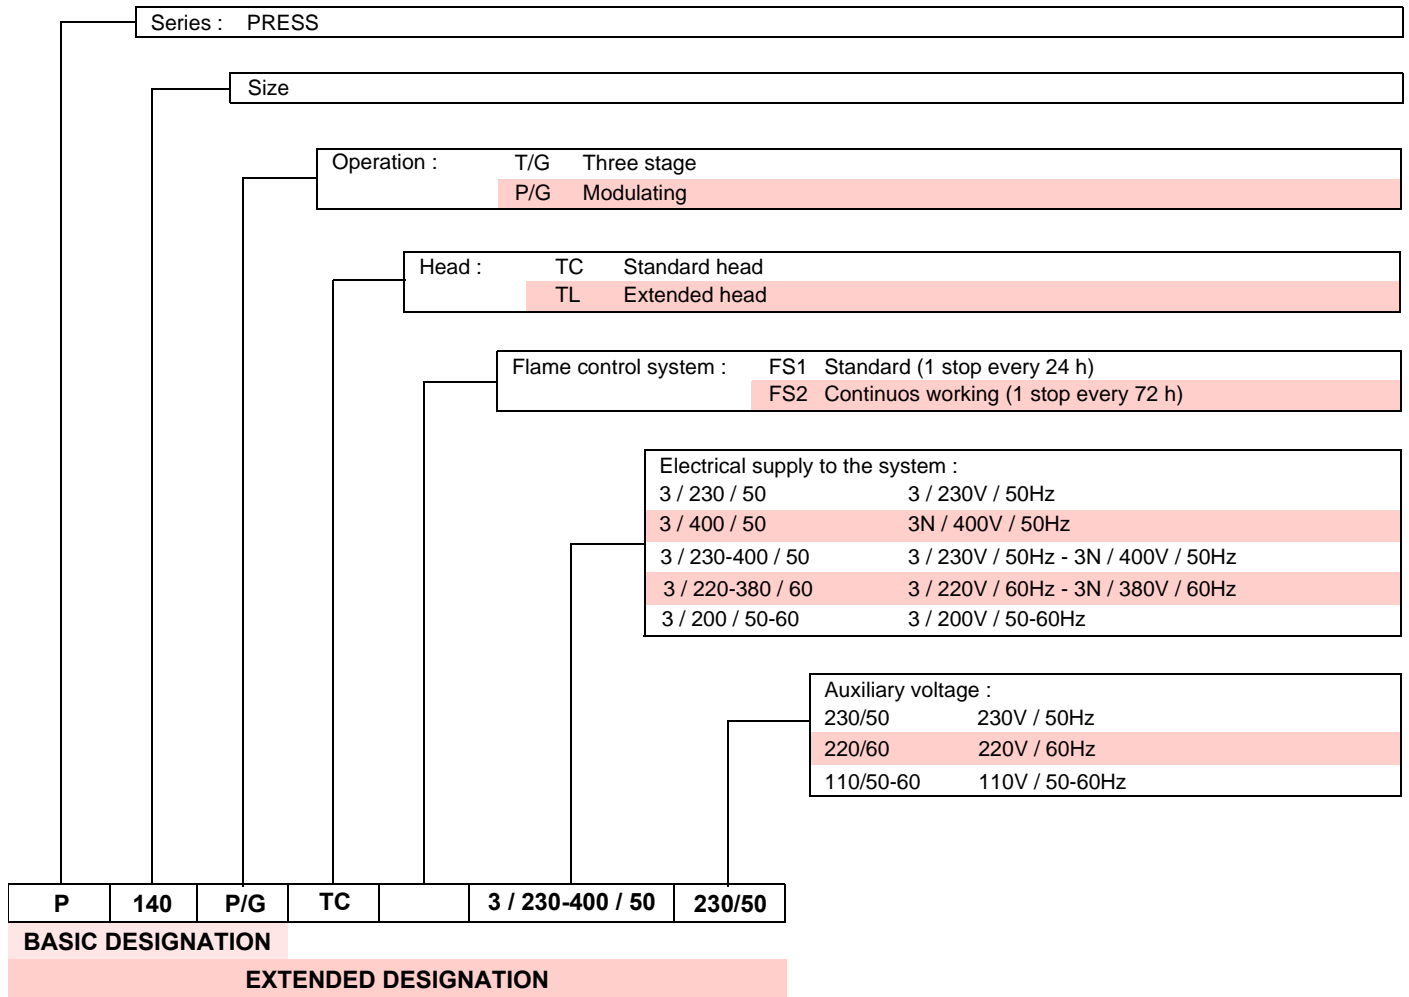 Series : PRESS
Size
Operation : T/G Three stage
P/G Modulating
Head : TC Standard head
TL Extended head
Flame control system : FS1 Standard (1 stop every 24 h)
FS2 Continuos working (1 stop every 72 h)
Electrical supply to the system :
3 / 230 / 50 3 / 230V / 50Hz
3 / 400 / 50 3N / 400V / 50Hz
3 / 230-400 / 50 3 / 230V / 50Hz - 3N / 400V / 50Hz
3 / 220-380 / 60 3 / 220V / 60Hz - 3N / 380V / 60Hz
3 / 200 / 50-60 3 / 200V / 50-60Hz
Auxiliary voltage :
230/50 230V / 50Hz
220/60 220V / 60Hz
110/50-60 110V / 50-60Hz
P 140 P/G TC 3 / 230-400 / 50 230/50
BASIC DESIGNATION
EXTENDED DESIGNATION